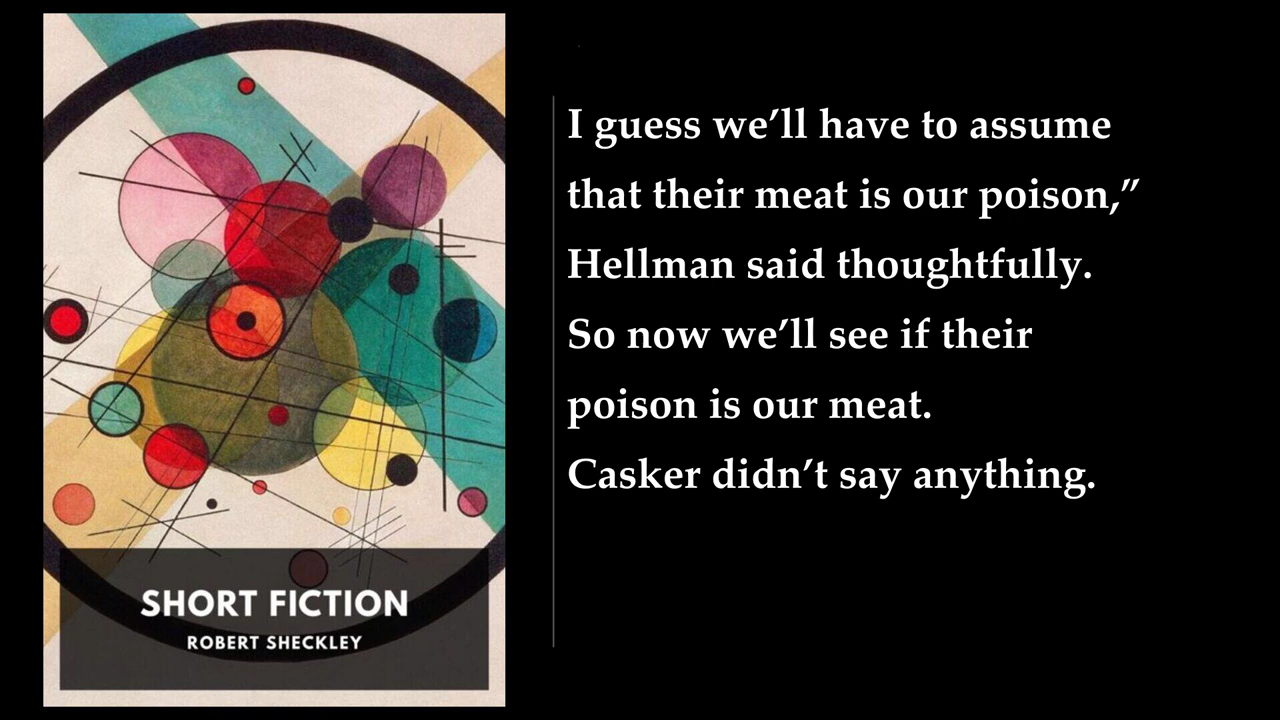 SHORT FICTION
ROBERT SHECKLEY
I guess we’ll have to assume
that their meat is our poison,”
Hellman said thoughtfully.
So now we’ll see if their
poison is our meat.
Casker didn’t say anything.